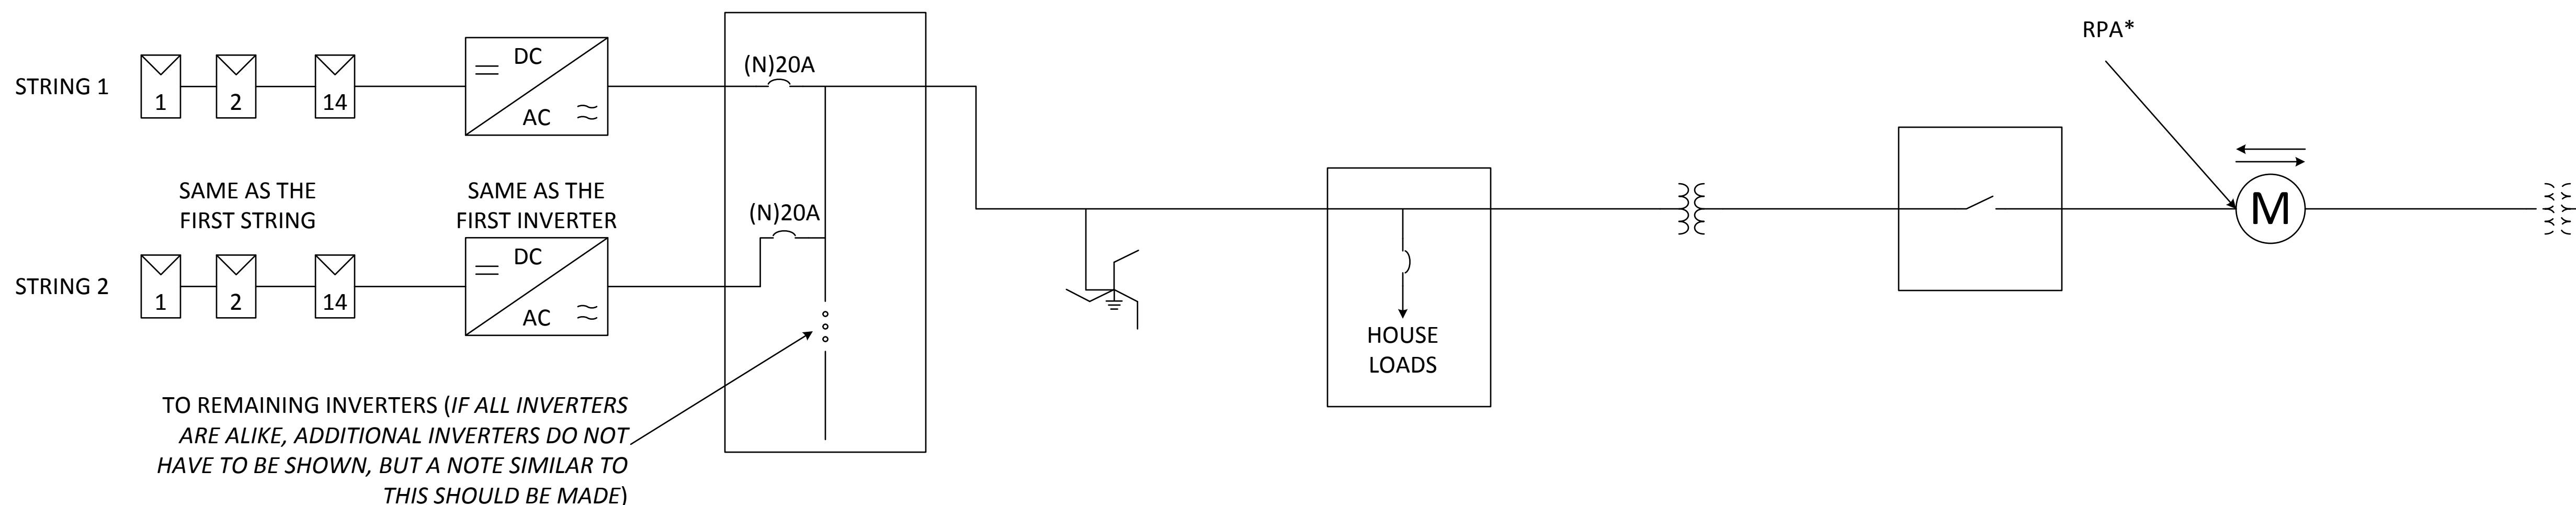 RPA*
STRING 1
1
2
14
DC
AC
(N)20A
M
SAME AS THE
FIRST STRING
SAME AS THE
FIRST INVERTER
(N)20A
STRING 2
1
2
14
DC
AC
HOUSE
LOADS
TO REMAINING INVERTERS (IF ALL INVERTERS
ARE ALIKE, ADDITIONAL INVERTERS DO NOT
HAVE TO BE SHOWN, BUT A NOTE SIMILAR TO
THIS SHOULD BE MADE)